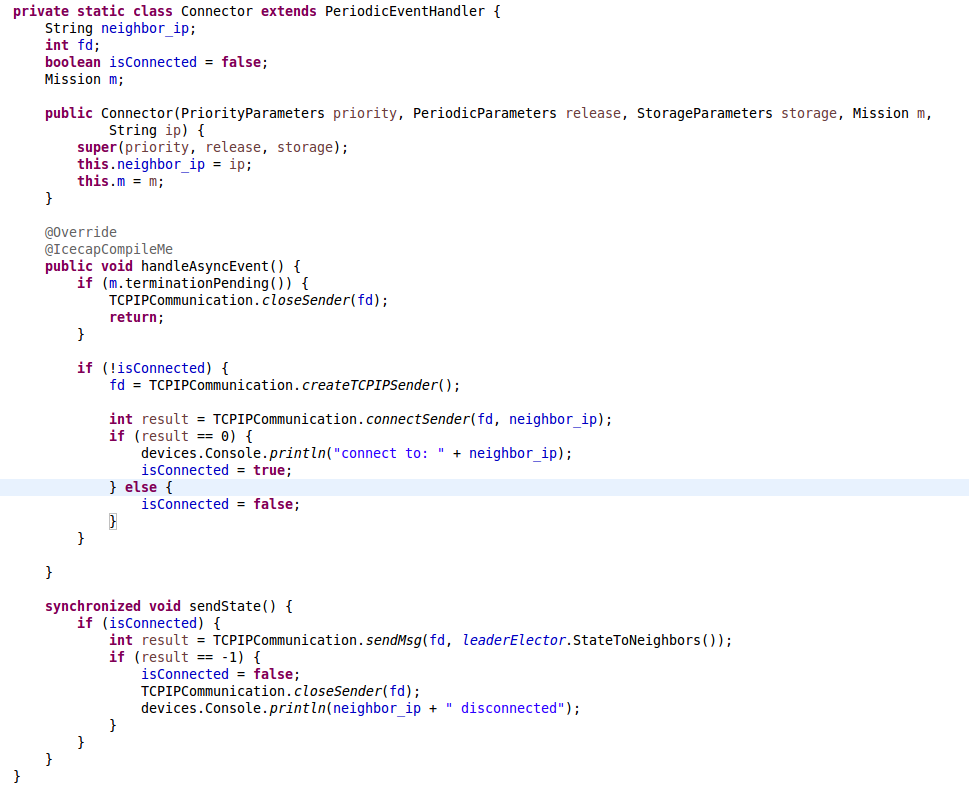 private static class Connector extends PeriodicEventHandler {
    String neighbor_ip;
    int fd;
    boolean isConnected = false;
    Mission m;

    public Connector(PriorityParameters priority, PeriodicParameters release, StorageParameters storage, Mission m,
            String ip) {
        super(priority, release, storage);
        this.neighbor_ip = ip;
        this.m = m;
    }

    @Override
    @IcecapCompileMe
    public void handleAsyncEvent() {
        if (m.terminationPending()) {
            TCPIPCommunication.closeSender(fd);
            return;
        }

        if (!isConnected) {
            fd = TCPIPCommunication.createTCPIPSender();

            int result = TCPIPCommunication.connectSender(fd, neighbor_ip);
            if (result == 0) {
                devices.Console.println("connect to: " + neighbor_ip);
                isConnected = true;
            } else {
                isConnected = false;
            }
        }

    }

    synchronized void sendState() {
        if (isConnected) {
            int result = TCPIPCommunication.sendMsg(fd, leaderElector.StateToNeighbors());
            if (result == -1) {
                isConnected = false;
                TCPIPCommunication.closeSender(fd);
                devices.Console.println(neighbor_ip + " disconnected");
            }
        }
    }
}